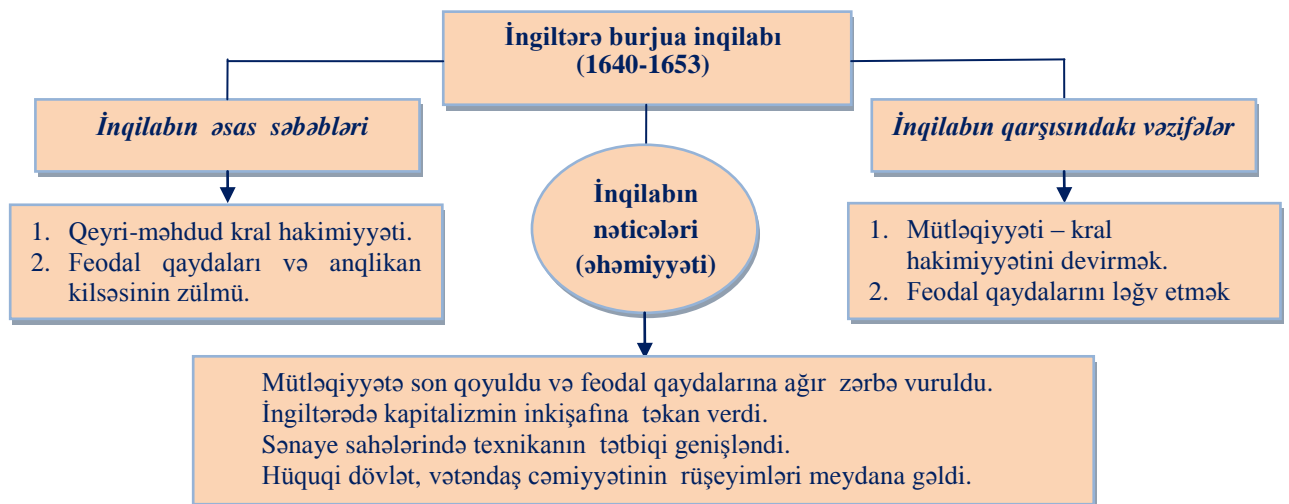 İngiltərə burjua inqilabı
(1640-1653)
İnqilabın əsas səbəbləri
1. Qeyri-məhdud kral hakimiyyəti.
2. Feodal qaydaları və anqlikan
kilsəsinin zülmü.
İnqilabın
nəticələri
(əhəmiyyəti)
İnqilabın qarşısındakı vəzifələr
1. Mütləqiyyəti – kral
hakimiyyətini devirmək.
2. Feodal qaydalarını ləğv etmək
Mütləqiyyətə son qoyuldu və feodal qaydalarına ağır zərbə vuruldu.
İngiltərədə kapitalizmin inkişafına təkan verdi.
Sənaye sahələrində texnikanın tətbiqi genişləndi.
Hüquqi dövlət, vətəndaş cəmiyyətinin rüşeyimləri meydana gəldi.